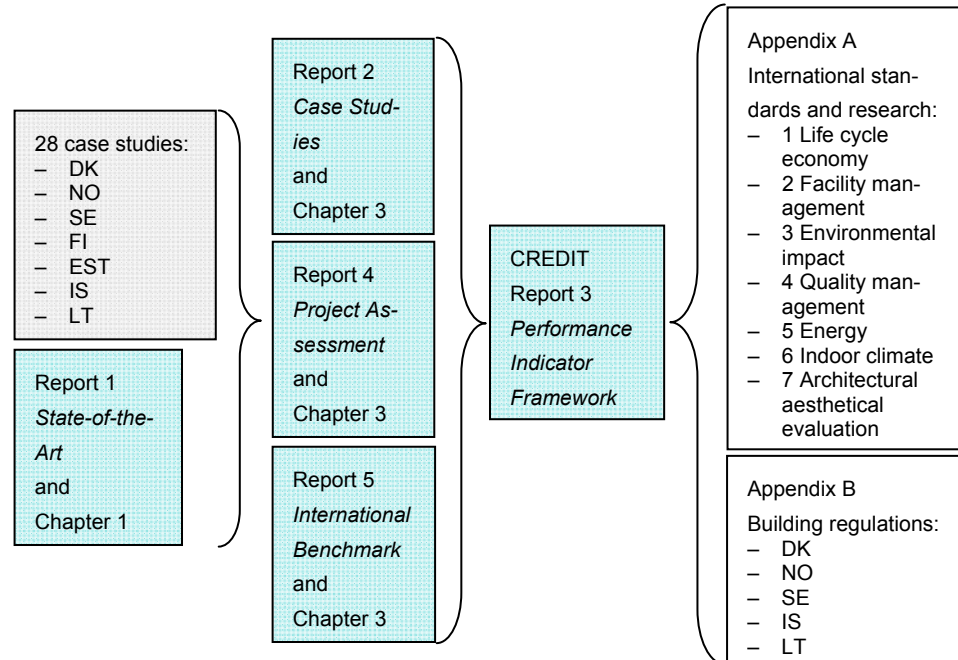 28 case studies:
– DK
– NO
– SE
– FI
– EST
– IS
– LT
Report 1
State-of-the-
Art
and
Chapter 1
Report 2
Case Stud-
ies
and
Chapter 3
Report 4
Project As-
sessment
and
Chapter 3
Report 5
International
Benchmark
and
Chapter 3
CREDIT
Report 3
Performance
Indicator
Framework
Appendix A
International stan-
dards and research:
– 1 Life cycle
economy
– 2 Facility man-
agement
– 3 Environmental
impact
– 4 Quality man-
agement
– 5 Energy
– 6 Indoor climate
– 7 Architectural
aesthetical
evaluation
Appendix B
Building regulations:
– DK
– NO
– SE
– IS
– LT